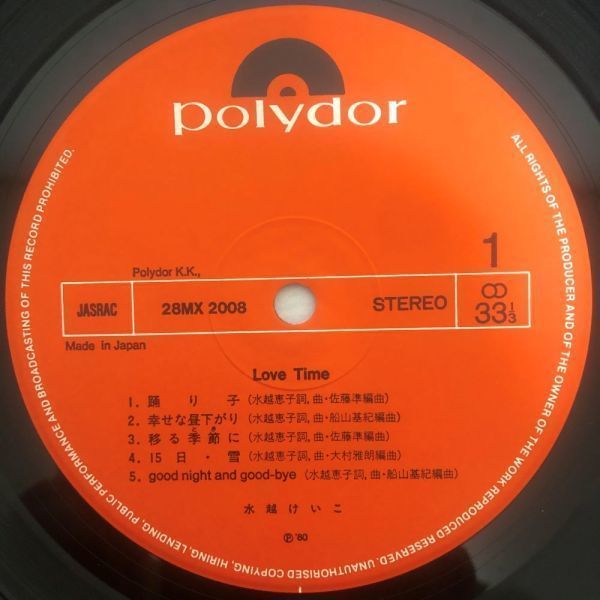 polydor
1
Polydor K.K.,
JASRAC
28MX 2008
STEREO
33 1/3
Made in Japan
Love Time
1. 踊り子 (水越恵子詞,曲・佐藤準編曲)
2. 幸せな昼下がり (水越恵子詞,曲・船山基紀編曲)
3. 移る季節に (水越恵子詞,曲・佐藤準編曲)
4. 15日・雪 (水越恵子詞,曲・大村雅朗編曲)
5. good night and good-bye (水越恵子詞,曲・船山基紀編曲)
水越けいこ
Ⓟ'80
ALL RIGHTS OF THE PRODUCER AND OF THE OWNER OF THE WORK REPRODUCED RESERVED. UNAUTHORISED COPYING, HIRING, LENDING, PUBLIC PERFORMANCE AND BROADCASTING OF THIS RECORD PROHIBITED.